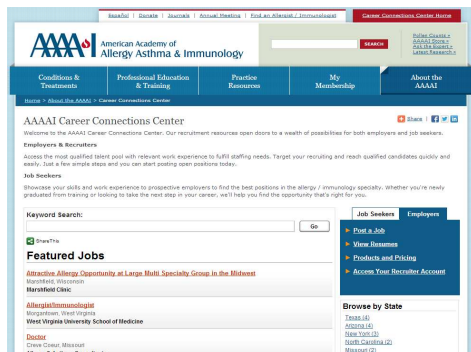 Español | Donate | Journals | Annual Meeting | Find an Allergist / Immunologist
Career Connections Center Home
AAAAI
American Academy of
Allergy Asthma & Immunology
SEARCH
Pollen Counts »
AAAAI Store »
Ask the Expert »
Latest Research »
Conditions &
Treatments
Professional Education
& Training
Practice
Resources
My
Membership
About the
AAAAI
Home > About the AAAAI > Career Connections Center
AAAAI Career Connections Center
Share |
Welcome to the AAAAI Career Connections Center. Our recruitment resources open doors to a wealth of possibilities for both employers and job seekers.
Employers & Recruiters
Access the most qualified talent pool with relevant work experience to fulfill staffing needs. Target your recruiting and reach qualified candidates quickly and
easily. Just a few simple steps and you can start posting open positions today.
Job Seekers
Showcase your skills and work experience to prospective employers to find the best positions in the allergy / immunology specialty. Whether you're newly
graduated from training or looking to take the next step in your career, we'll help you find the opportunity that's right for you.
Keyword Search:
Go
ShareThis
Featured Jobs
Attractive Allergy Opportunity at Large Multi Specialty Group in the Midwest
Marshfield, Wisconsin
Marshfield Clinic
Allergist/Immunologist
Morgantown, West Virginia
West Virginia University School of Medicine
Doctor
Creve Coeur, Missouri
Job Seekers
Employers
Post a Job
View Resumes
Products and Pricing
Access Your Recruiter Account
Browse by State
Texas (4)
Arizona (4)
New York (3)
North Carolina (2)
Missouri (2)